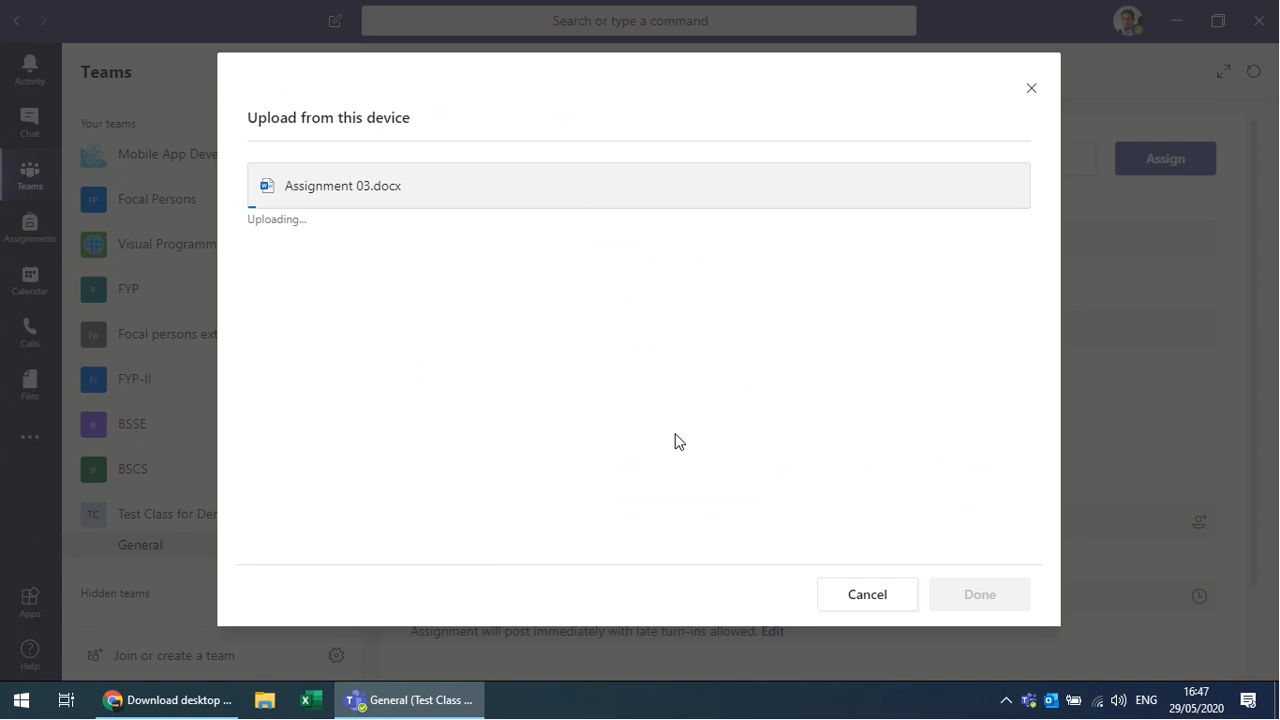 Search or type a command
Activity
Chat
Teams
Assignments
Calendar
Calls
Files
Apps
Help
Teams
Your teams
Mobile App Deve
Focal Persons
Visual Programm
F
FYP
Fp
Focal persons ext
FI
FYP-II
B
BSSE
B
BSCS
TC
Test Class for Der
General
Hidden teams
Join or create a team
Upload from this device
Assignment 03.docx
Uploading...
Cancel
Done
Assign
Assignment will post immediately with late turn-ins allowed. Edit
Download desktop ...
General (Test Class ...
ENG
16:47
29/05/2020